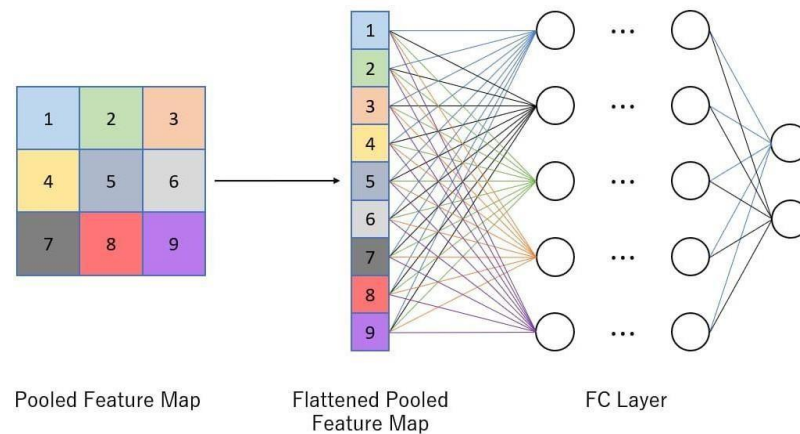 1 2 3
4 5 6
7 8 9
1
2
3
4
5
6
7
8
9
...
...
...
...
...
Pooled Feature Map
Flattened Pooled
Feature Map
FC Layer